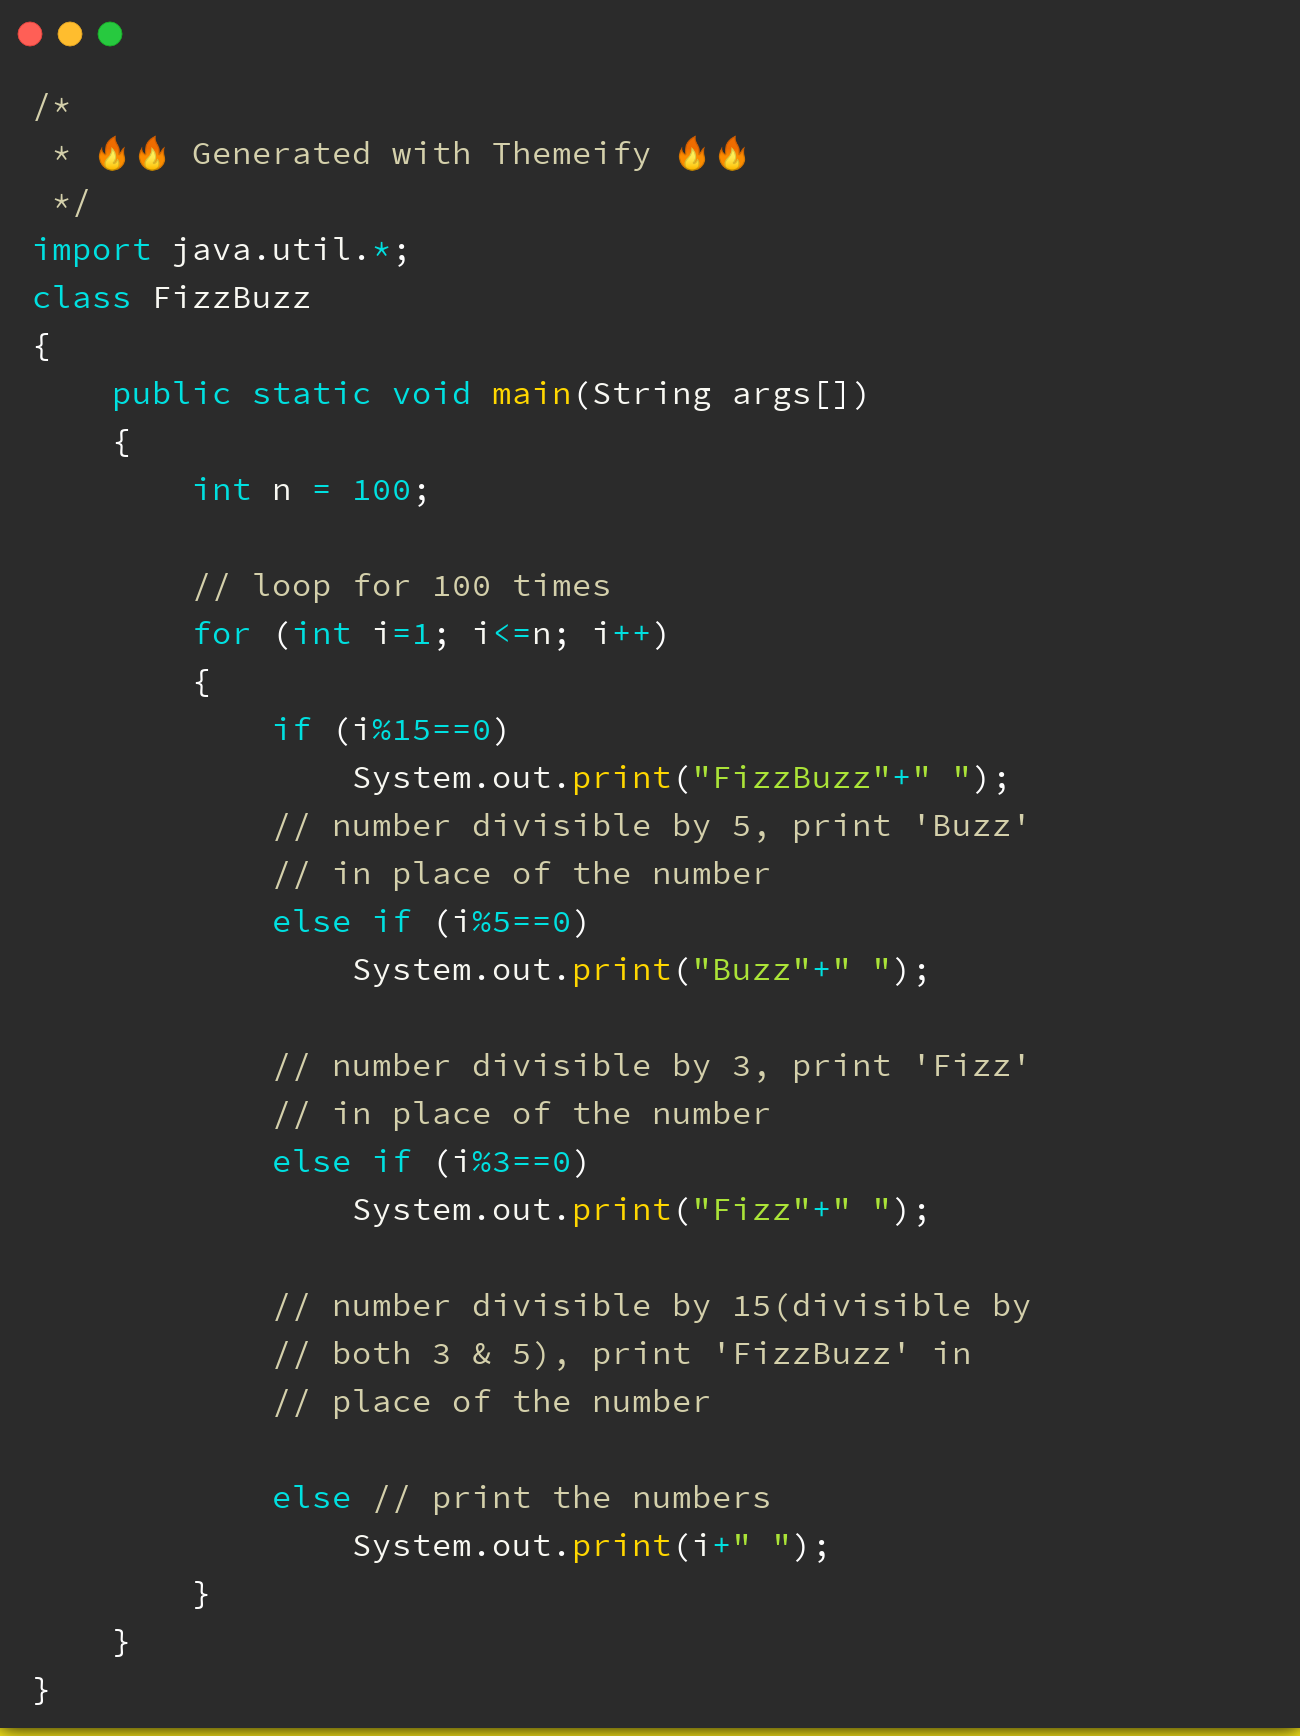 /*
 * 🔥🔥 Generated with Themeify 🔥🔥
 */
import java.util.*;
class FizzBuzz
{
    public static void main(String args[])
    {
        int n = 100;

        // loop for 100 times
        for (int i=1; i<=n; i++)
        {
            if (i%15==0)
                System.out.print("FizzBuzz"+" ");
            // number divisible by 5, print 'Buzz'
            // in place of the number
            else if (i%5==0)
                System.out.print("Buzz"+" ");

            // number divisible by 3, print 'Fizz'
            // in place of the number
            else if (i%3==0)
                System.out.print("Fizz"+" ");

            // number divisible by 15(divisible by
            // both 3 & 5), print 'FizzBuzz' in
            // place of the number

            else // print the numbers
                System.out.print(i+" ");
        }
    }
}